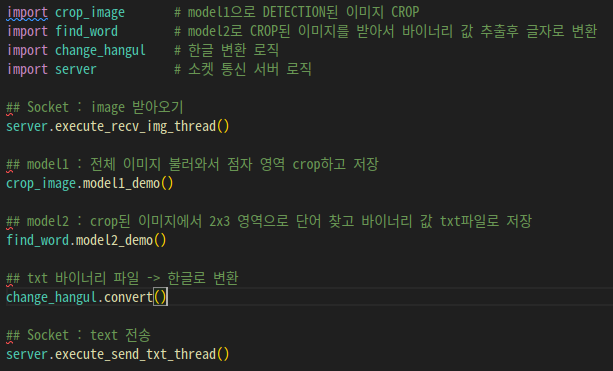 import crop_image # model1으로 DETECTION된 이미지 CROP
import find_word # model2로 CROP된 이미지를 받아서 바이너리 값 추출후 글자로 변환
import change_hangul # 한글 변환 로직
import server # 소켓 통신 서버 로직
## Socket : image 받아오기
server.execute_recv_img_thread()
## model1 : 전체 이미지 불러와서 점자 영역 crop하고 저장
crop_image.model1_demo()
## model2 : crop된 이미지에서 2x3 영역으로 단어 찾고 바이너리 값 txt파일로 저장
find_word.model2_demo()
## txt 바이너리 파일 -> 한글로 변환
change_hangul.convert()
## Socket : text 전송
server.execute_send_txt_thread()